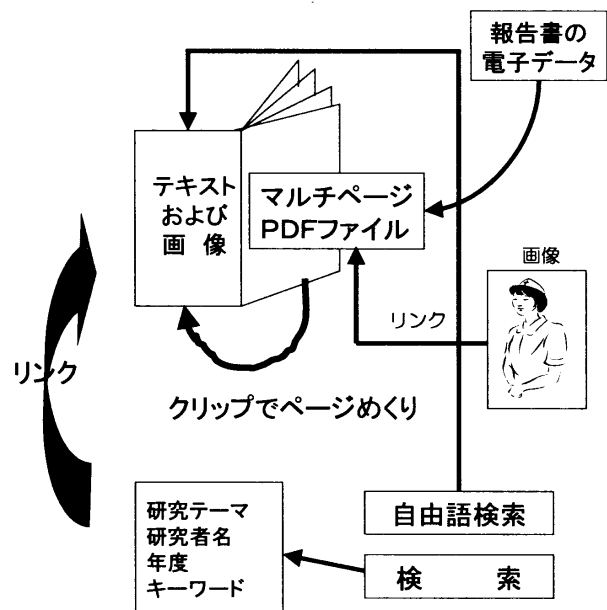 報告書の
電子データ
テキスト
および
画 像
マルチページ
PDFファイル
画像
リンク
リンク
クリップでページめくり
研究テーマ
研究者名
年度
キーワード
自由語検索
検 索